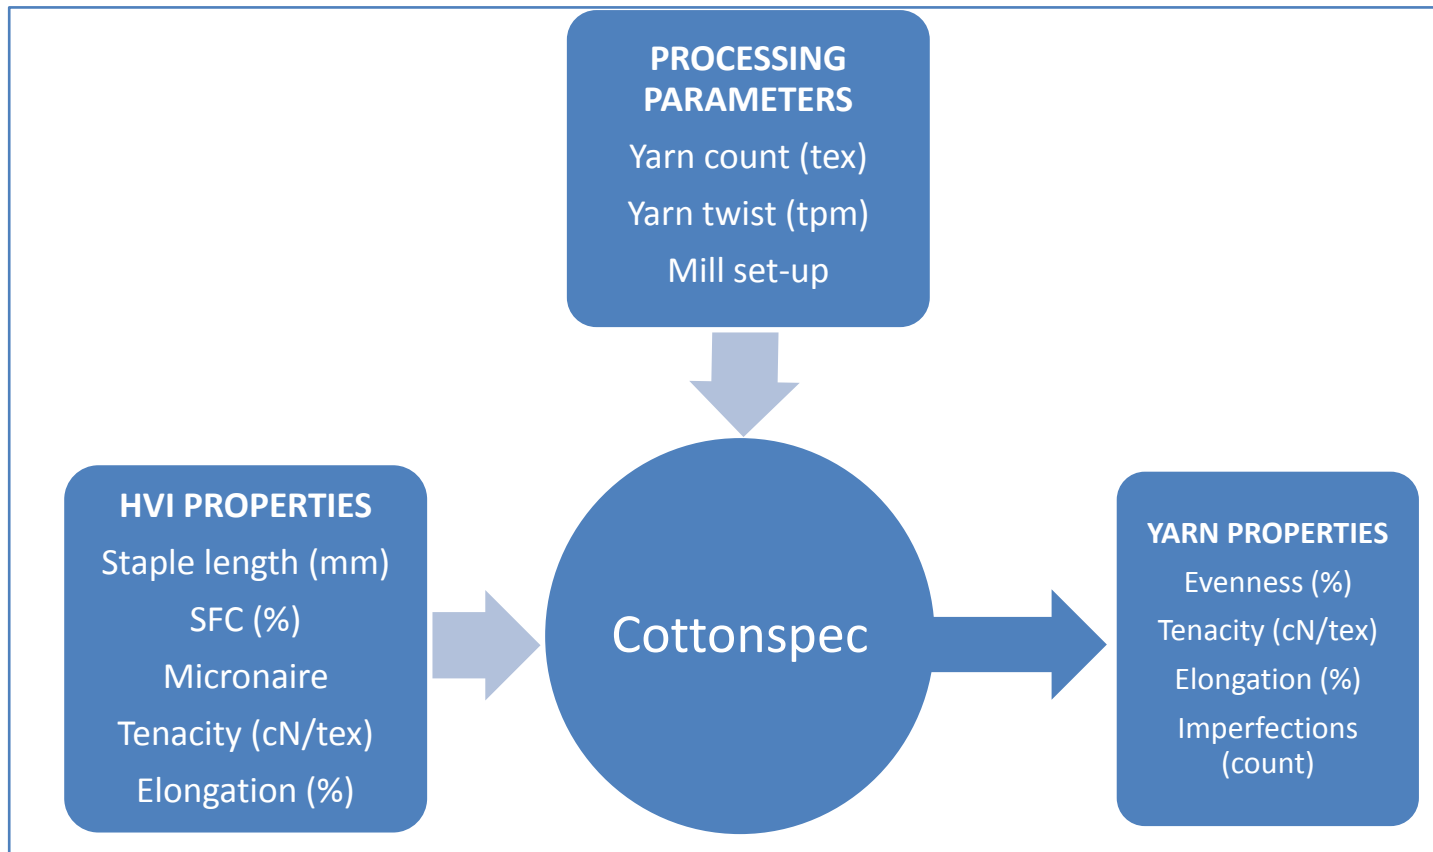 PROCESSING
PARAMETERS
Yarn count (tex)
Yarn twist (tpm)
Mill set-up
HVI PROPERTIES
Staple length (mm)
SFC (%)
Micronaire
Tenacity (cN/tex)
Elongation (%)
Cottonspec
YARN PROPERTIES
Evenness (%)
Tenacity (cN/tex)
Elongation (%)
Imperfections
(count)